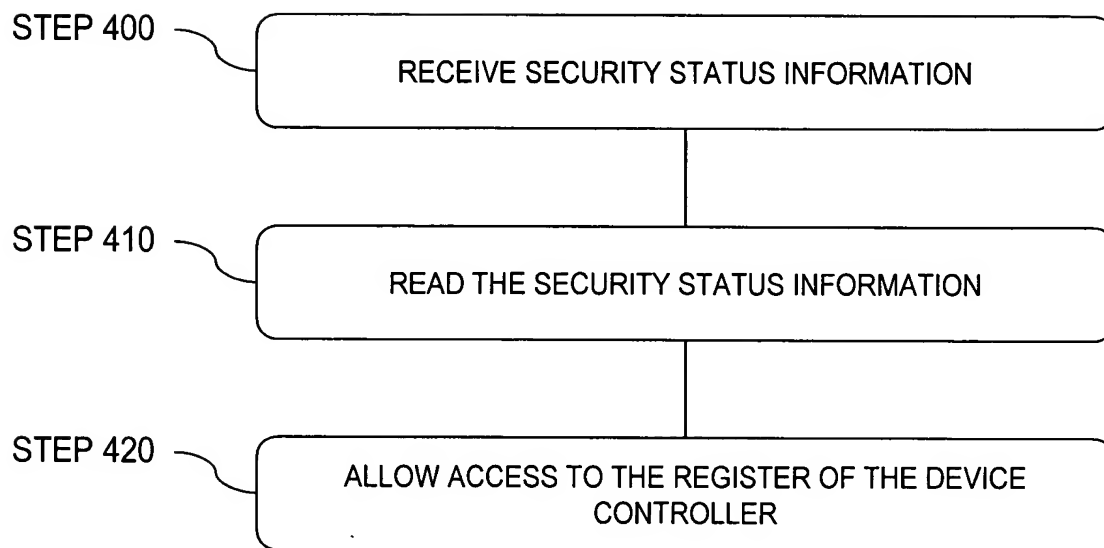 STEP 400
RECEIVE SECURITY STATUS INFORMATION
STEP 410
READ THE SECURITY STATUS INFORMATION
STEP 420
ALLOW ACCESS TO THE REGISTER OF THE DEVICE
CONTROLLER